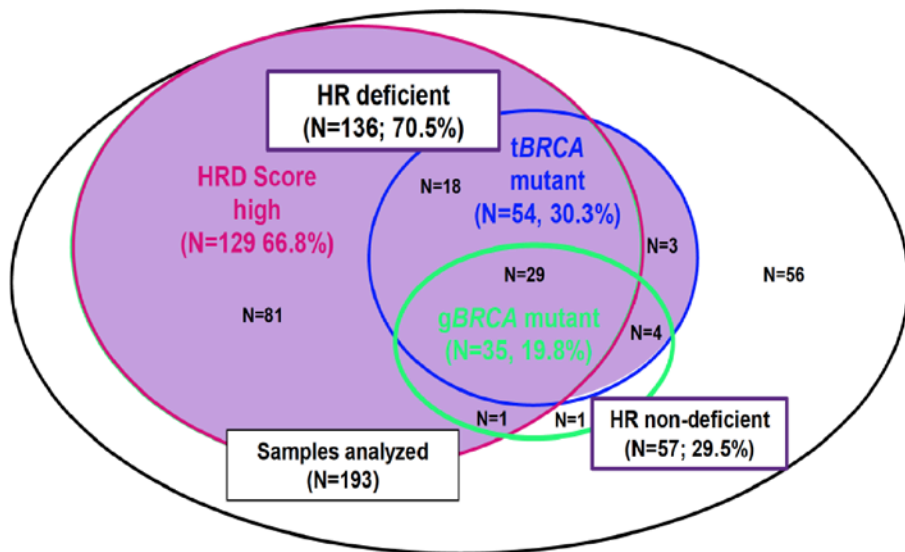 HR deficient
(N=136; 70.5%)
HRD Score
high
(N=129 66.8%)
tBRCA
mutant
(N=54, 30.3%)
N=18
N=3
N=29
N=56
N=81
gBRCA mutant
(N=35, 19.8%)
N=4
N=1
N=1
HR non-deficient
(N=57; 29.5%)
Samples analyzed
(N=193)